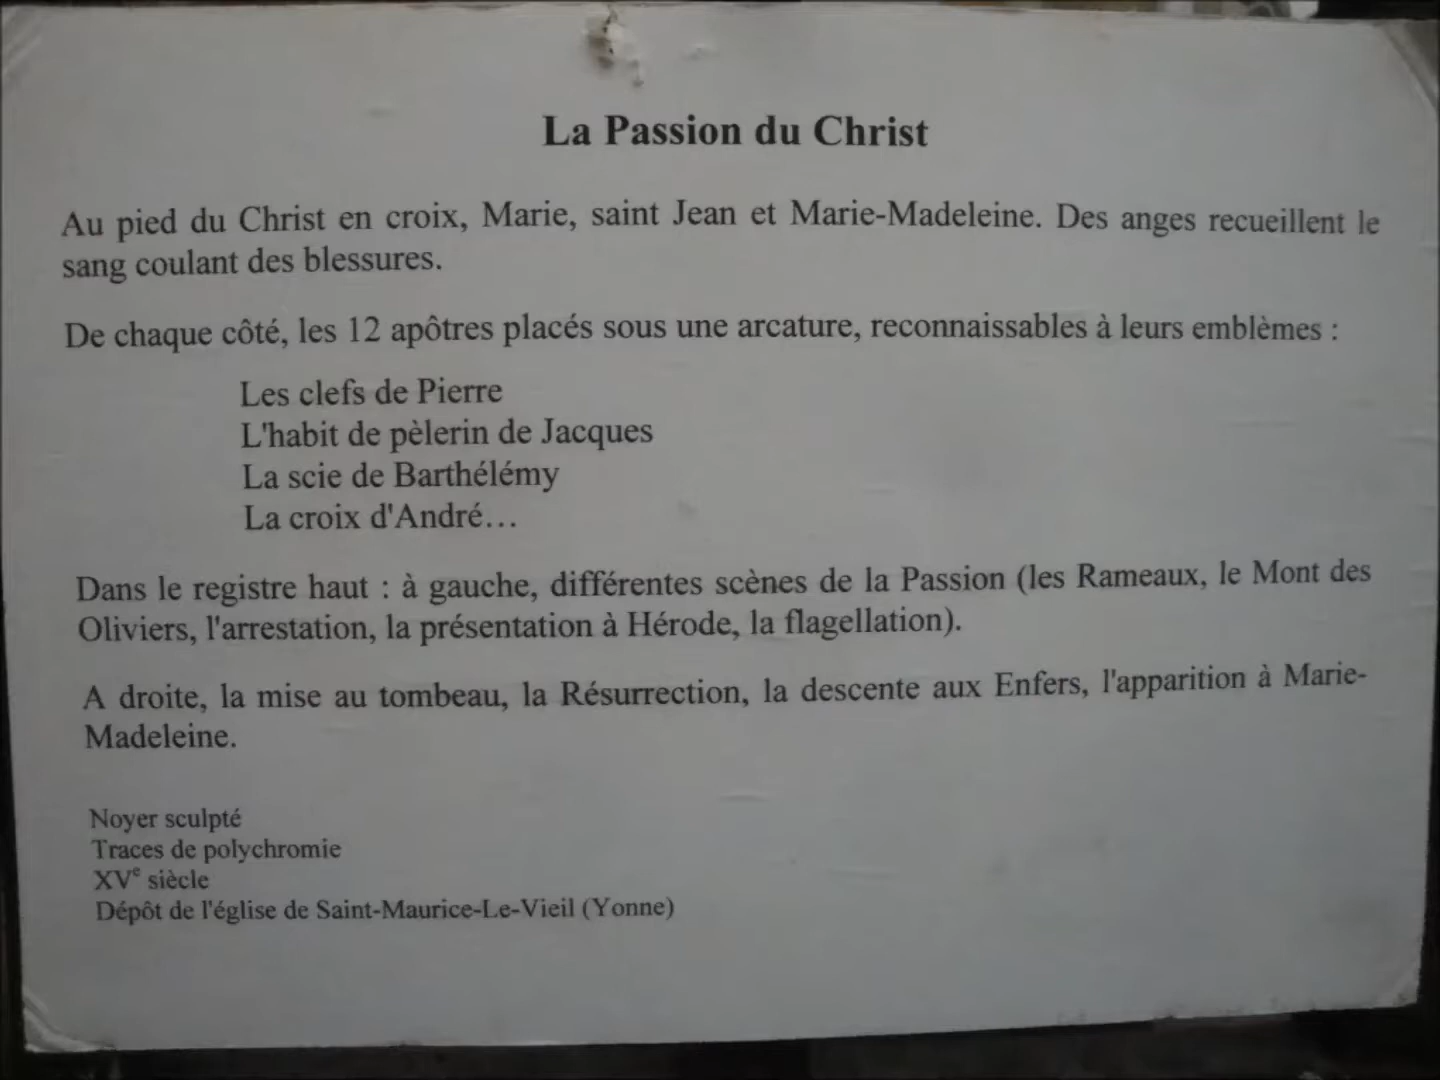 La Passion du Christ
Au pied du Christ en croix, Marie, saint Jean et Marie-Madeleine. Des anges recueillent le
sang coulant des blessures.
De chaque côté, les 12 apôtres placés sous une arcature, reconnaissables à leurs emblèmes :
Les clefs de Pierre
L'habit de pèlerin de Jacques
La scie de Barthélémy
La croix d'André…
Dans le registre haut : à gauche, différentes scènes de la Passion (les Rameaux, le Mont des
Oliviers, l'arrestation, la présentation à Hérode, la flagellation).
A droite, la mise au tombeau, la Résurrection, la descente aux Enfers, l'apparition à Marie-
Madeleine.
Noyer sculpté
Traces de polychromie
XVe siècle
Dépôt de l'église de Saint-Maurice-Le-Vieil (Yonne)